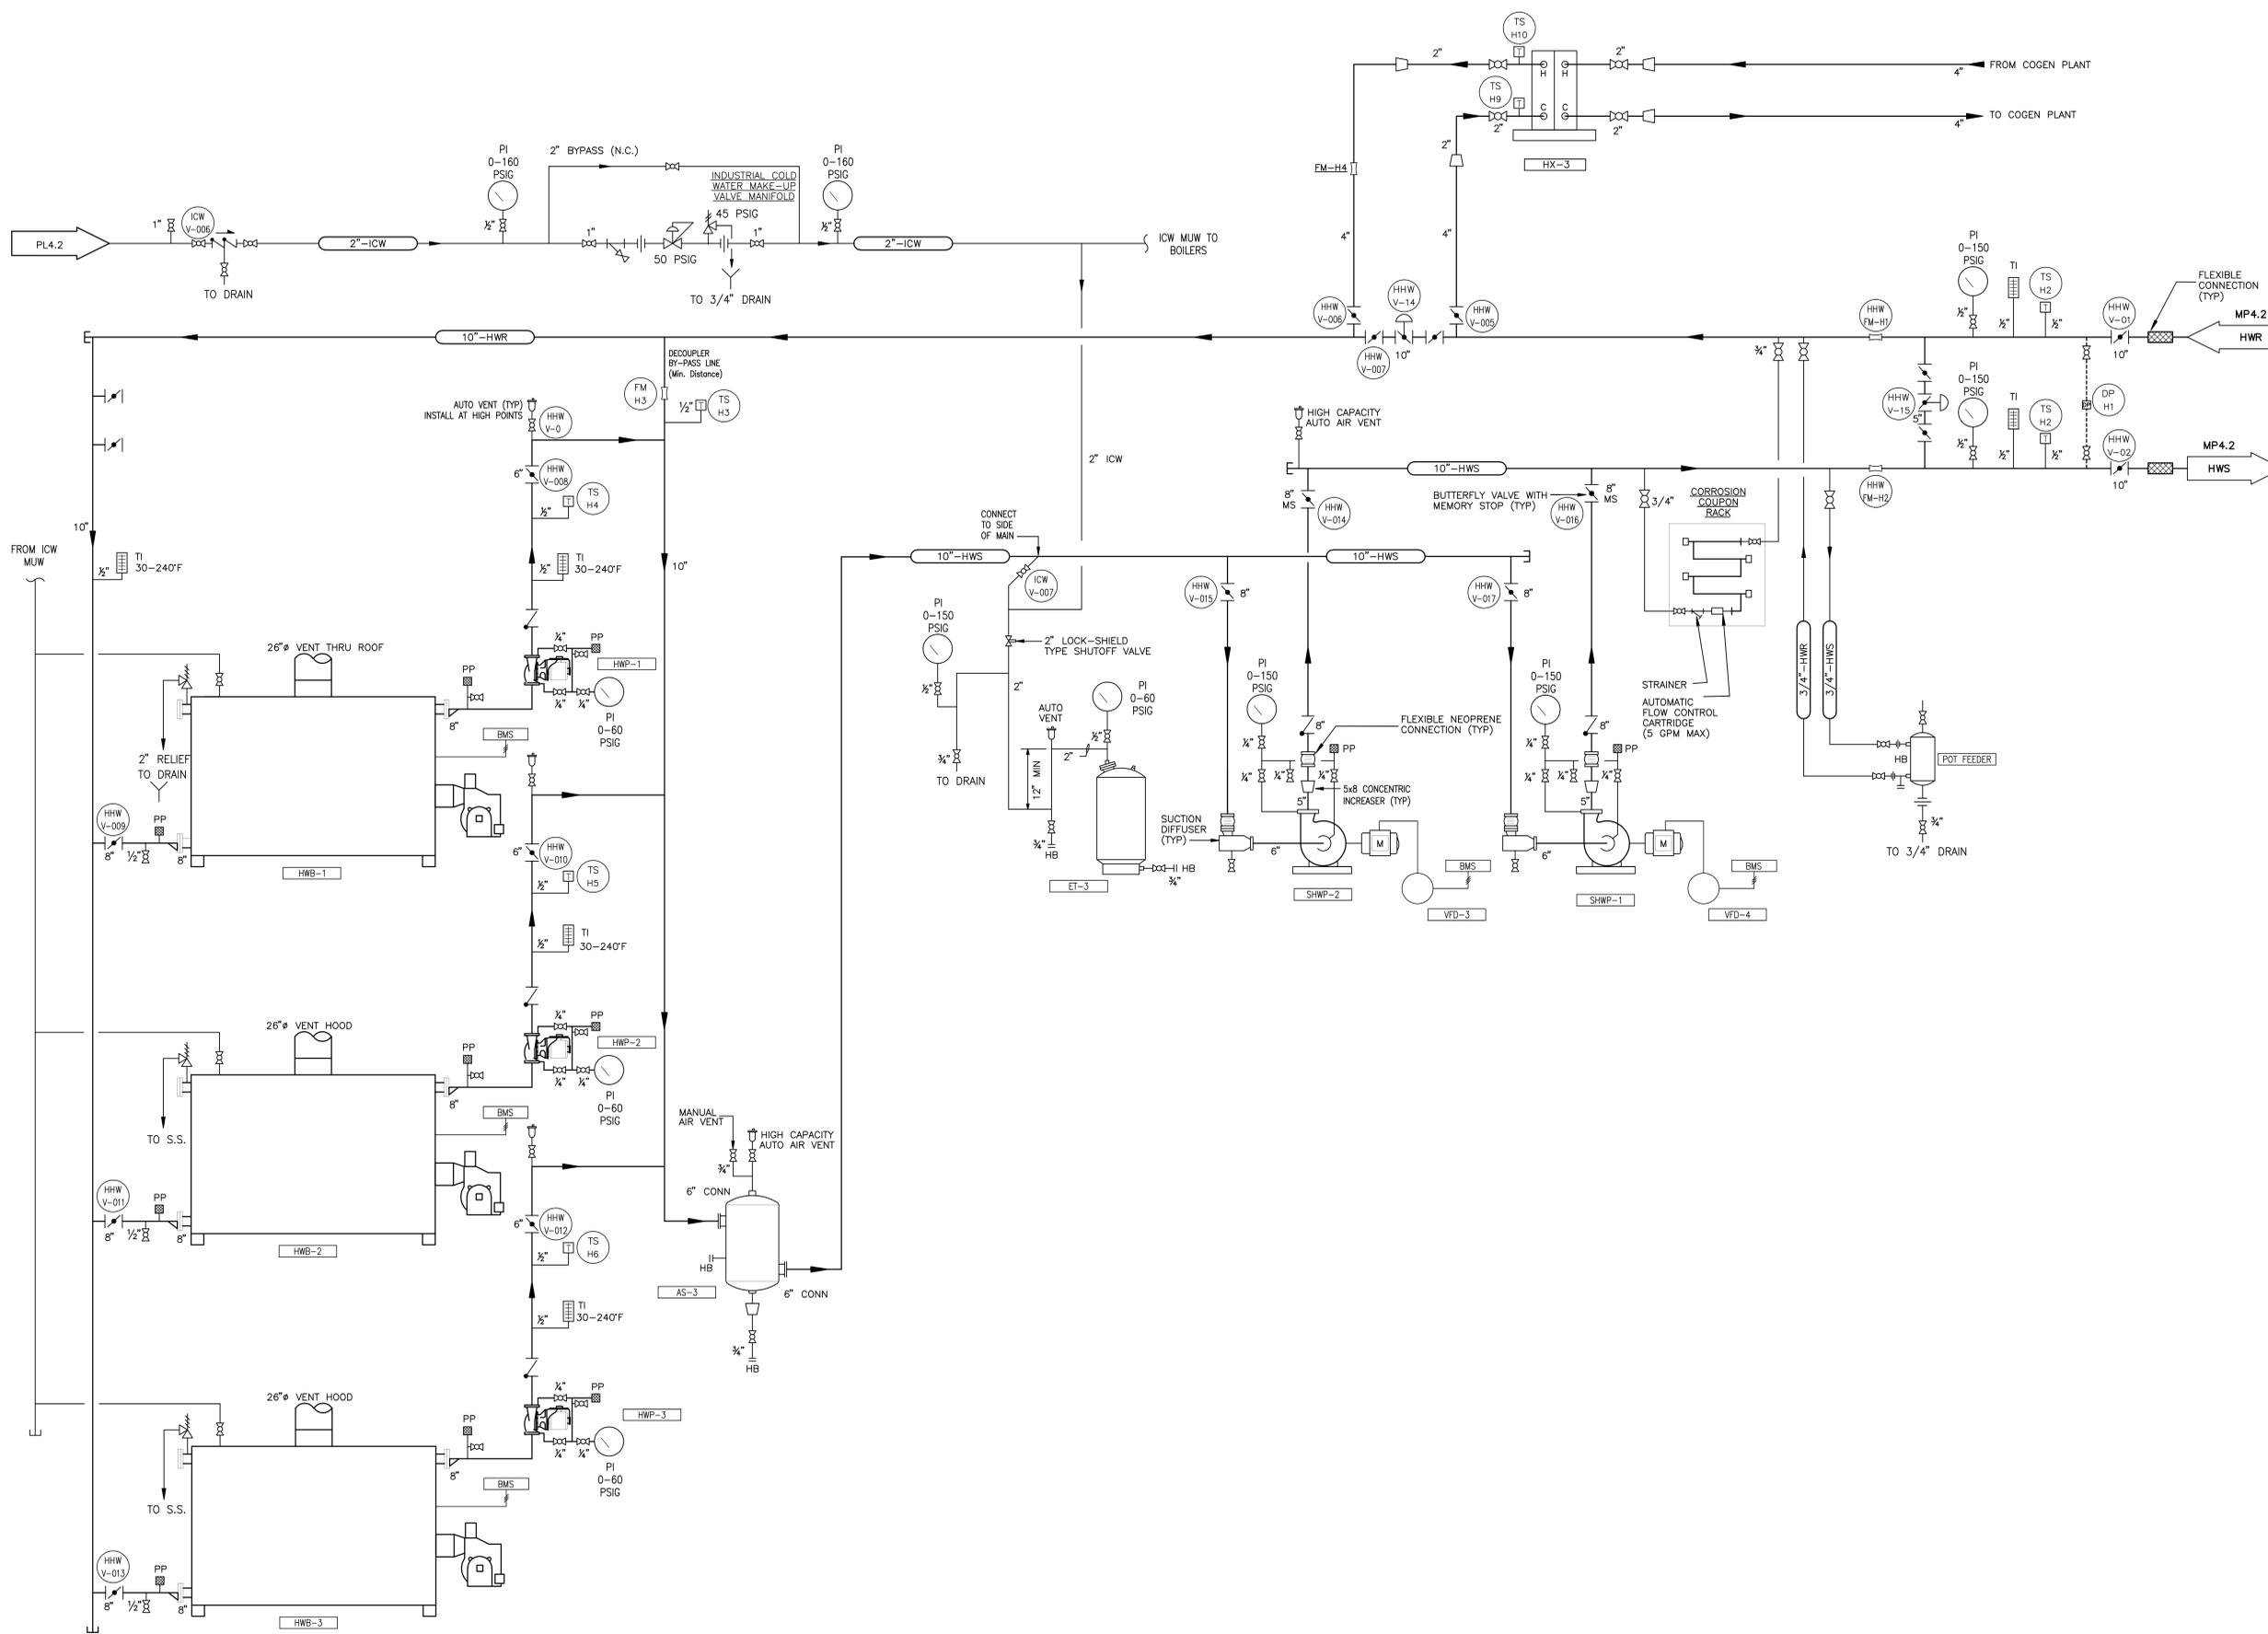 TS
H10
2"
2"
H
H
4"
FROM COGEN PLANT
TS
H9
C
C
2"
2"
4"
TO COGEN PLANT
HX-3
2"
FM-H4
4"
4"
2" BYPASS (N.C.)
PI
0-160
PSIG
½"
INDUSTRIAL COLD
WATER MAKE-UP
VALVE MANIFOLD
45 PSIG
PI
0-160
PSIG
½"
PL4.2
1"
ICW
V-006
TO DRAIN
2"-ICW
1"
50 PSIG
1"
TO 3/4" DRAIN
2"-ICW
ICW MUW TO
BOILERS
HHW
V-006
HHW
V-14
HHW
V-005
HHW
V-007
10"
HHW
FM-H1
PI
0-150
PSIG
½"
TI
½"
TS
H2
½"
HHW
V-01
10"
FLEXIBLE
CONNECTION
(TYP)
MP4.2
HWR
10"-HWR
DECOUPLER
BY-PASS LINE
(Min. Distance)
FM
H3
½"
T
TS
H3
¾"
HHW
V-15
5"
PI
0-150
PSIG
½"
TI
½"
TS
H2
½"
DP
DP
H1
HHW
V-02
10"
MP4.2
HWS
AUTO VENT (TYP)
INSTALL AT HIGH POINTS
HHW
V-0
6"
HHW
V-008
½"
T
TS
H4
½"
TI
30-240°F
10"
10"
2" ICW
HIGH CAPACITY
AUTO AIR VENT
10"-HWS
8"
MS
HHW
V-014
BUTTERFLY VALVE WITH
MEMORY STOP (TYP)
8"
MS
HHW
V-016
HHW
FM-H2
3/4"
CORROSION
COUPON
RACK
STRAINER
AUTOMATIC
FLOW CONTROL
CARTRIDGE
(5 GPM MAX)
3/4"-HWR
3/4"-HWS
HB
POT FEEDER
¾"
TO 3/4" DRAIN
CONNECT
TO SIDE
OF MAIN
10"-HWS
ICW
V-007
10"-HWS
HHW
V-015
8"
HHW
V-017
8"
PI
0-150
PSIG
½"
2" LOCK-SHIELD
TYPE SHUTOFF VALVE
2"
¾"
TO DRAIN
AUTO
VENT
2"
½"
PI
0-60
PSIG
12" MIN
¾"
HB
HB
¾"
ET-3
PI
0-150
PSIG
¼"
¼"
¼"
¼"
8"
PP
FLEXIBLE NEOPRENE
CONNECTION (TYP)
5"
5x8 CONCENTRIC
INCREASER (TYP)
SUCTION
DIFFUSER
(TYP)
6"
M
SHWP-2
BMS
VFD-3
PI
0-150
PSIG
¼"
¼"
¼"
¼"
8"
PP
5"
6"
M
SHWP-1
BMS
VFD-4
FROM ICW
MUW
½"
TI
30-240°F
26"ø VENT THRU ROOF
PP
8"
¼"
PP
HWP-1
¼"
¼"
PI
0-60
PSIG
BMS
2" RELIEF
TO DRAIN
HHW
V-009
8"
½"
PP
8"
HWB-1
6"
HHW
V-010
½"
T
TS
H5
½"
TI
30-240°F
26"ø VENT HOOD
PP
8"
¼"
PP
HWP-2
¼"
¼"
PI
0-60
PSIG
BMS
TO S.S.
HHW
V-011
8"
½"
PP
8"
HWB-2
6"
HHW
V-012
½"
T
TS
H6
½"
TI
30-240°F
MANUAL
AIR VENT
HIGH CAPACITY
AUTO AIR VENT
¾"
6" CONN
HB
AS-3
6" CONN
¾"
HB
26"ø VENT HOOD
PP
8"
¼"
PP
HWP-3
¼"
¼"
PI
0-60
PSIG
BMS
TO S.S.
HHW
V-013
8"
½"
PP
8"
HWB-3